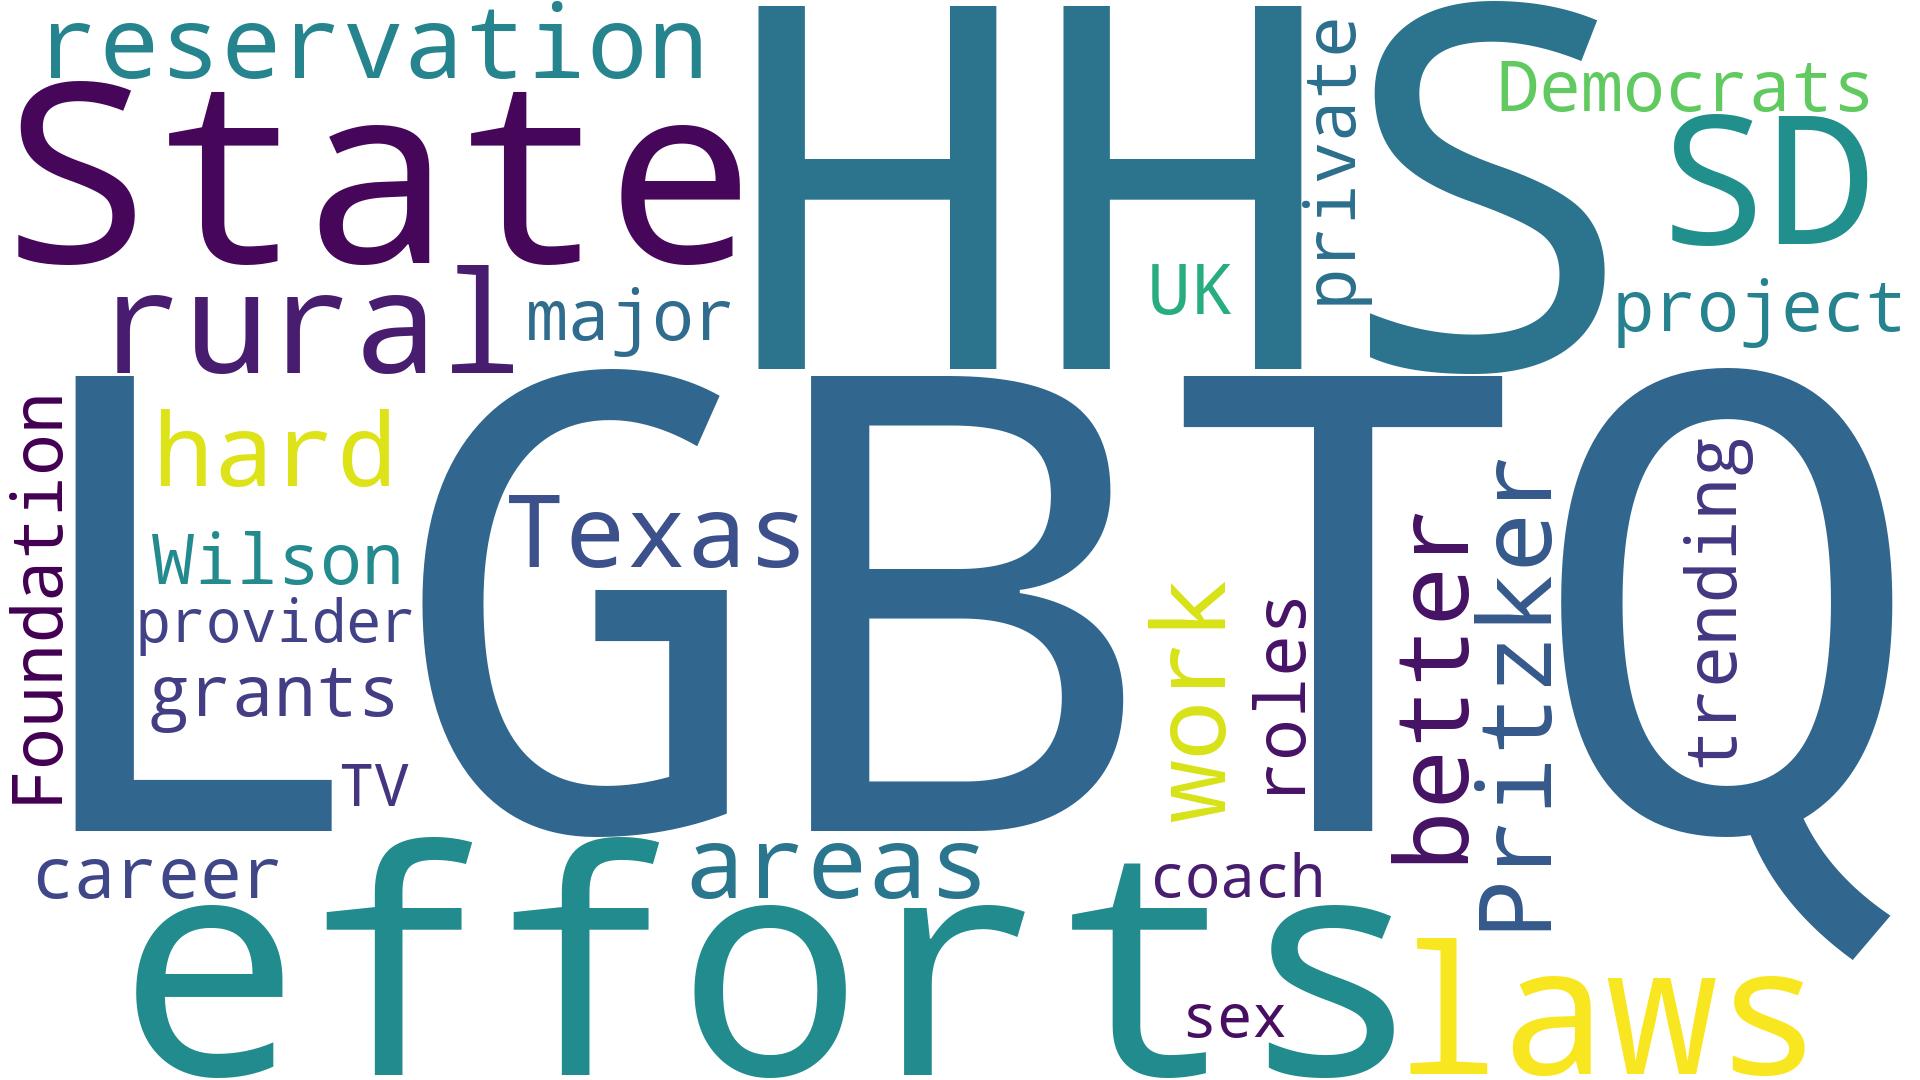 reservation
State
HHS
private
Democrats
SD
rural
major
UK
project
Foundation
LGBTQ
hard
Texas
Wilson
provider
grants
TV
work
roles
better
Pritzker
trending
career
efforts
areas
coach
sex
laws